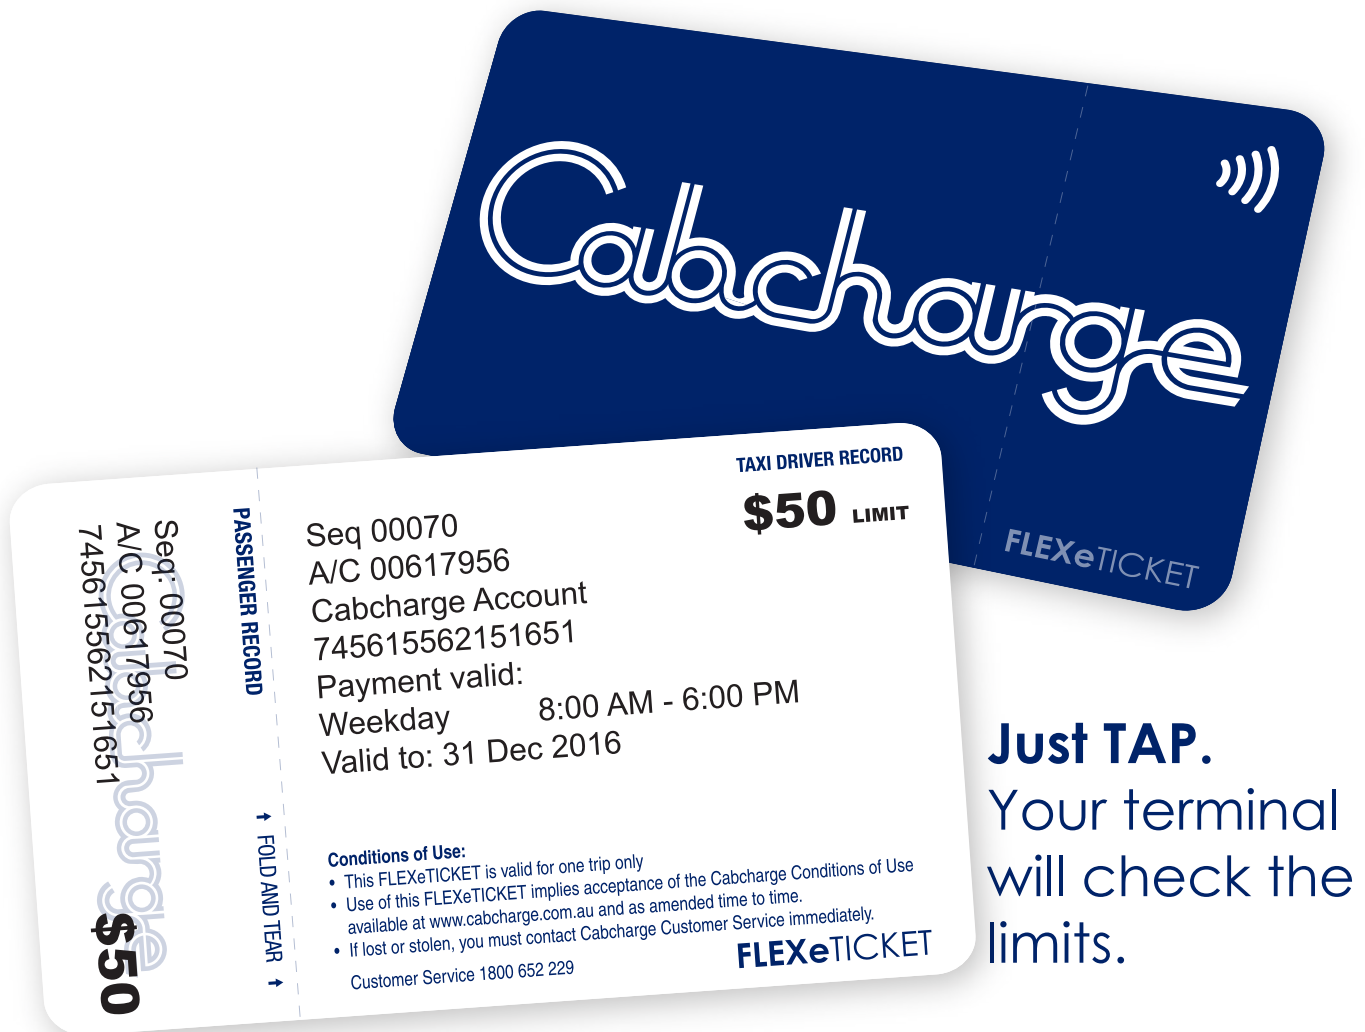 Cabcharge
FLEXeTICKET
Seq: 00070
A/C 00617956
745615562151651
Cabcharge
$50
PASSENGER RECORD
FOLD AND TEAR
TAXI DRIVER RECORD
$50 LIMIT
Seq 00070
A/C 00617956
Cabcharge Account
745615562151651
Payment valid:
Weekday 8:00 AM - 6:00 PM
Valid to: 31 Dec 2016
Conditions of Use:
• This FLEXeTICKET is valid for one trip only
• Use of this FLEXeTICKET implies acceptance of the Cabcharge Conditions of Use
available at www.cabcharge.com.au and as amended time to time.
• If lost or stolen, you must contact Cabcharge Customer Service immediately.
Customer Service 1800 652 229
FLEXeTICKET
Just TAP.
Your terminal
will check the
limits.